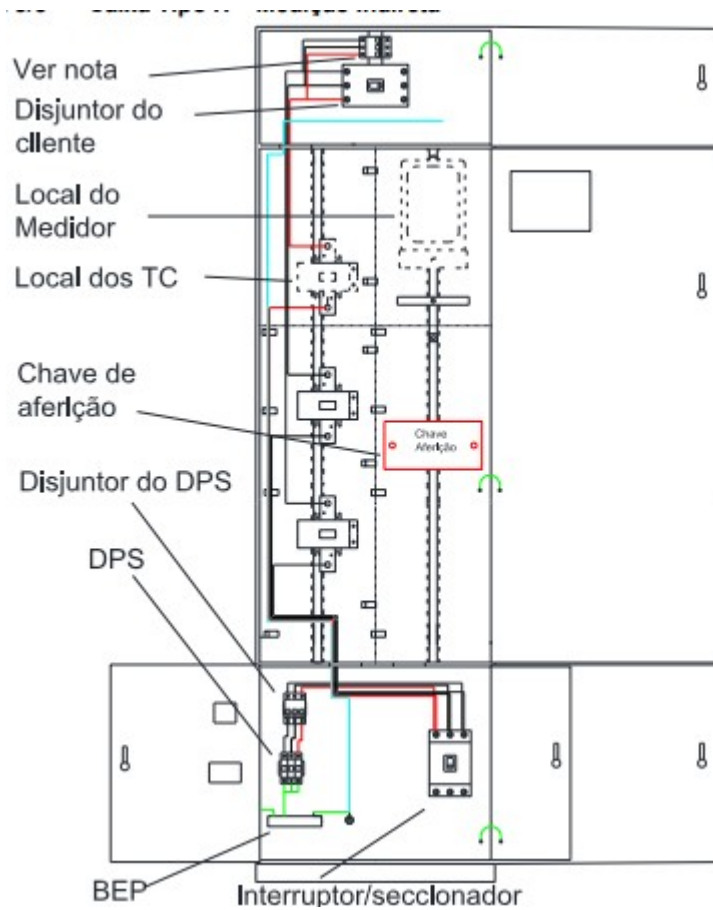 Ver nota
Disjuntor do
cliente
Local do
Medidor
Local dos TC
Chave de
aferição
Chave
Aferição
Disjuntor do DPS
DPS
BEP
Interruptor/seccionador